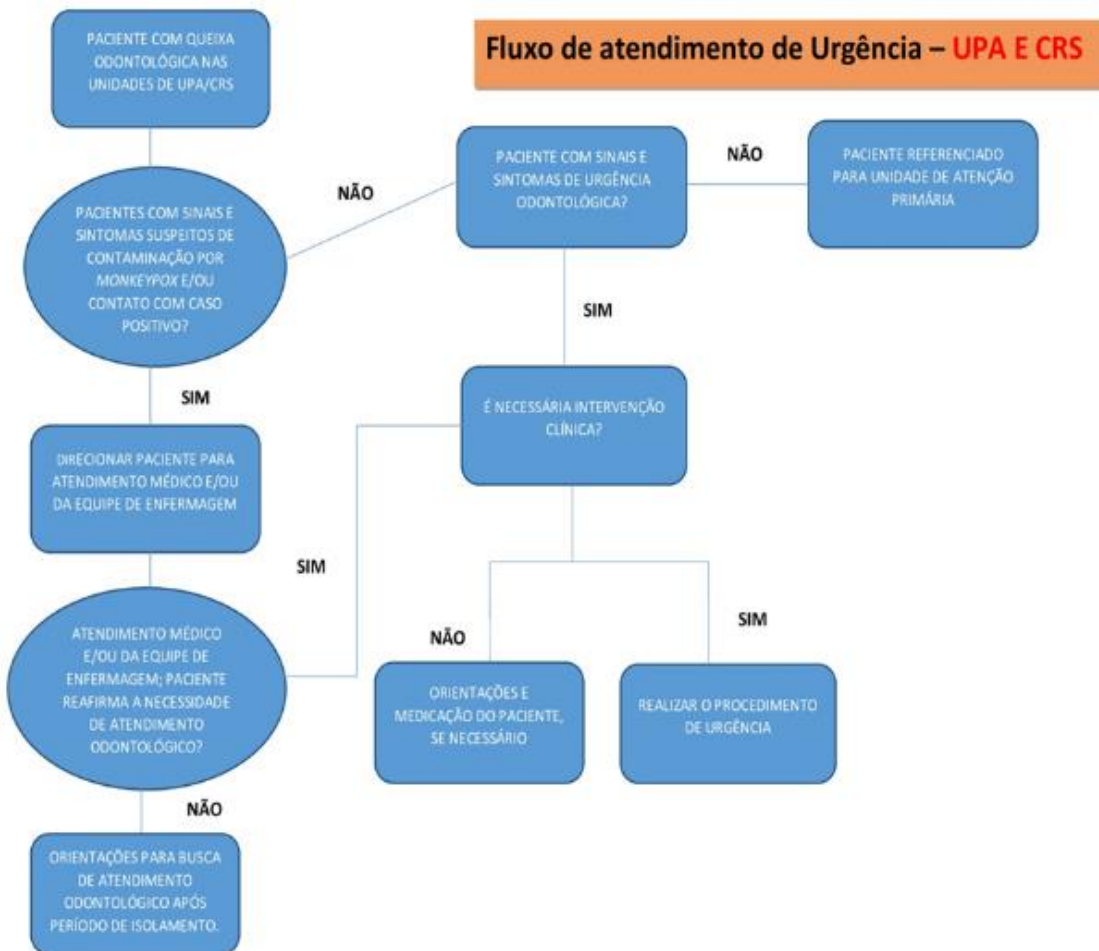 PACIENTE COM QUEIXA
ODONTOLÓGICA NAS
UNIDADES DE UPA/CRS
Fluxo de atendimento de Urgência – UPA E CRS
NÃO
PACIENTE COM SINAIS E
SINTOMAS DE URGÊNCIA
ODONTOLÓGICA?
NÃO
PACIENTE REFERENCIADO
PARA UNIDADE DE ATENÇÃO
PRIMÁRIA
PACIENTES COM SINAIS E
SINTOMAS SUSPEITOS DE
CONTAMINAÇÃO POR
MONKEYPOX E/OU
CONTATO COM CASO
POSITIVO?
SIM
SIM
É NECESSÁRIA INTERVENÇÃO
CLÍNICA?
DIRECIONAR PACIENTE PARA
ATENDIMENTO MÉDICO E/OU
DA EQUIPE DE ENFERMAGEM
SIM
ATENDIMENTO MÉDICO
E/OU DA EQUIPE DE
ENFERMAGEM; PACIENTE
REAFIRMA A NECESSIDADE
DE ATENDIMENTO
ODONTOLÓGICO?
NÃO
SIM
ORIENTAÇÕES E
MEDICAÇÃO DO PACIENTE,
SE NECESSÁRIO
REALIZAR O PROCEDIMENTO
DE URGÊNCIA
NÃO
ORIENTAÇÕES PARA BUSCA
DE ATENDIMENTO
ODONTOLÓGICO APÓS
PERÍODO DE ISOLAMENTO.